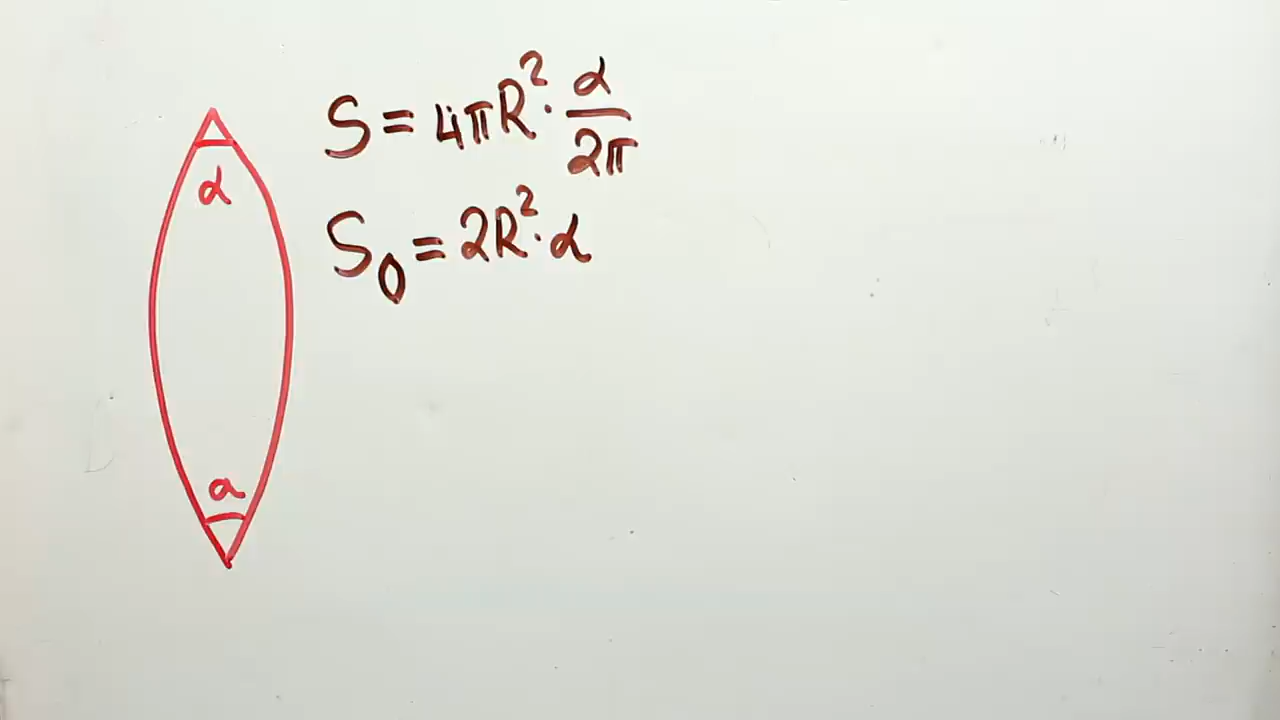 S = 4πR² · α/2π
S₀ = 2R² · α
α
α